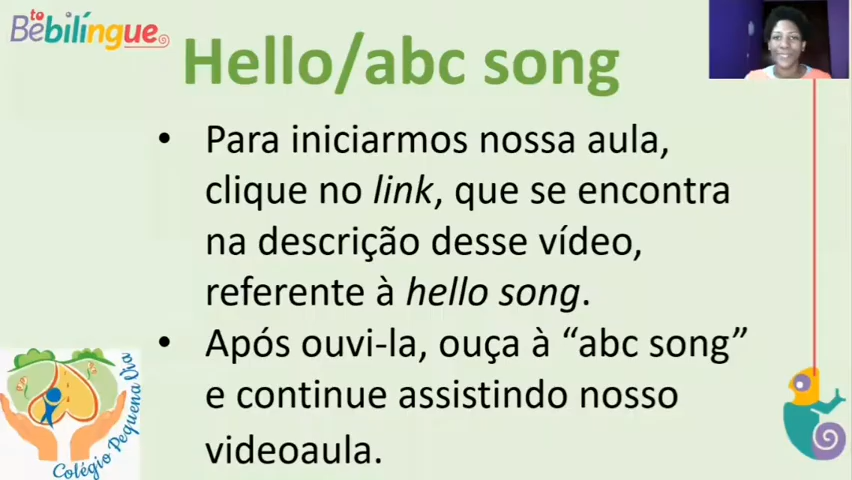 to
Bebilíngue
Hello/abc song
• Para iniciarmos nossa aula,
clique no link, que se encontra
na descrição desse vídeo,
referente à hello song.
• Após ouvi-la, ouça à “abc song”
e continue assistindo nosso
videoaula.
Colégio Pequena Via